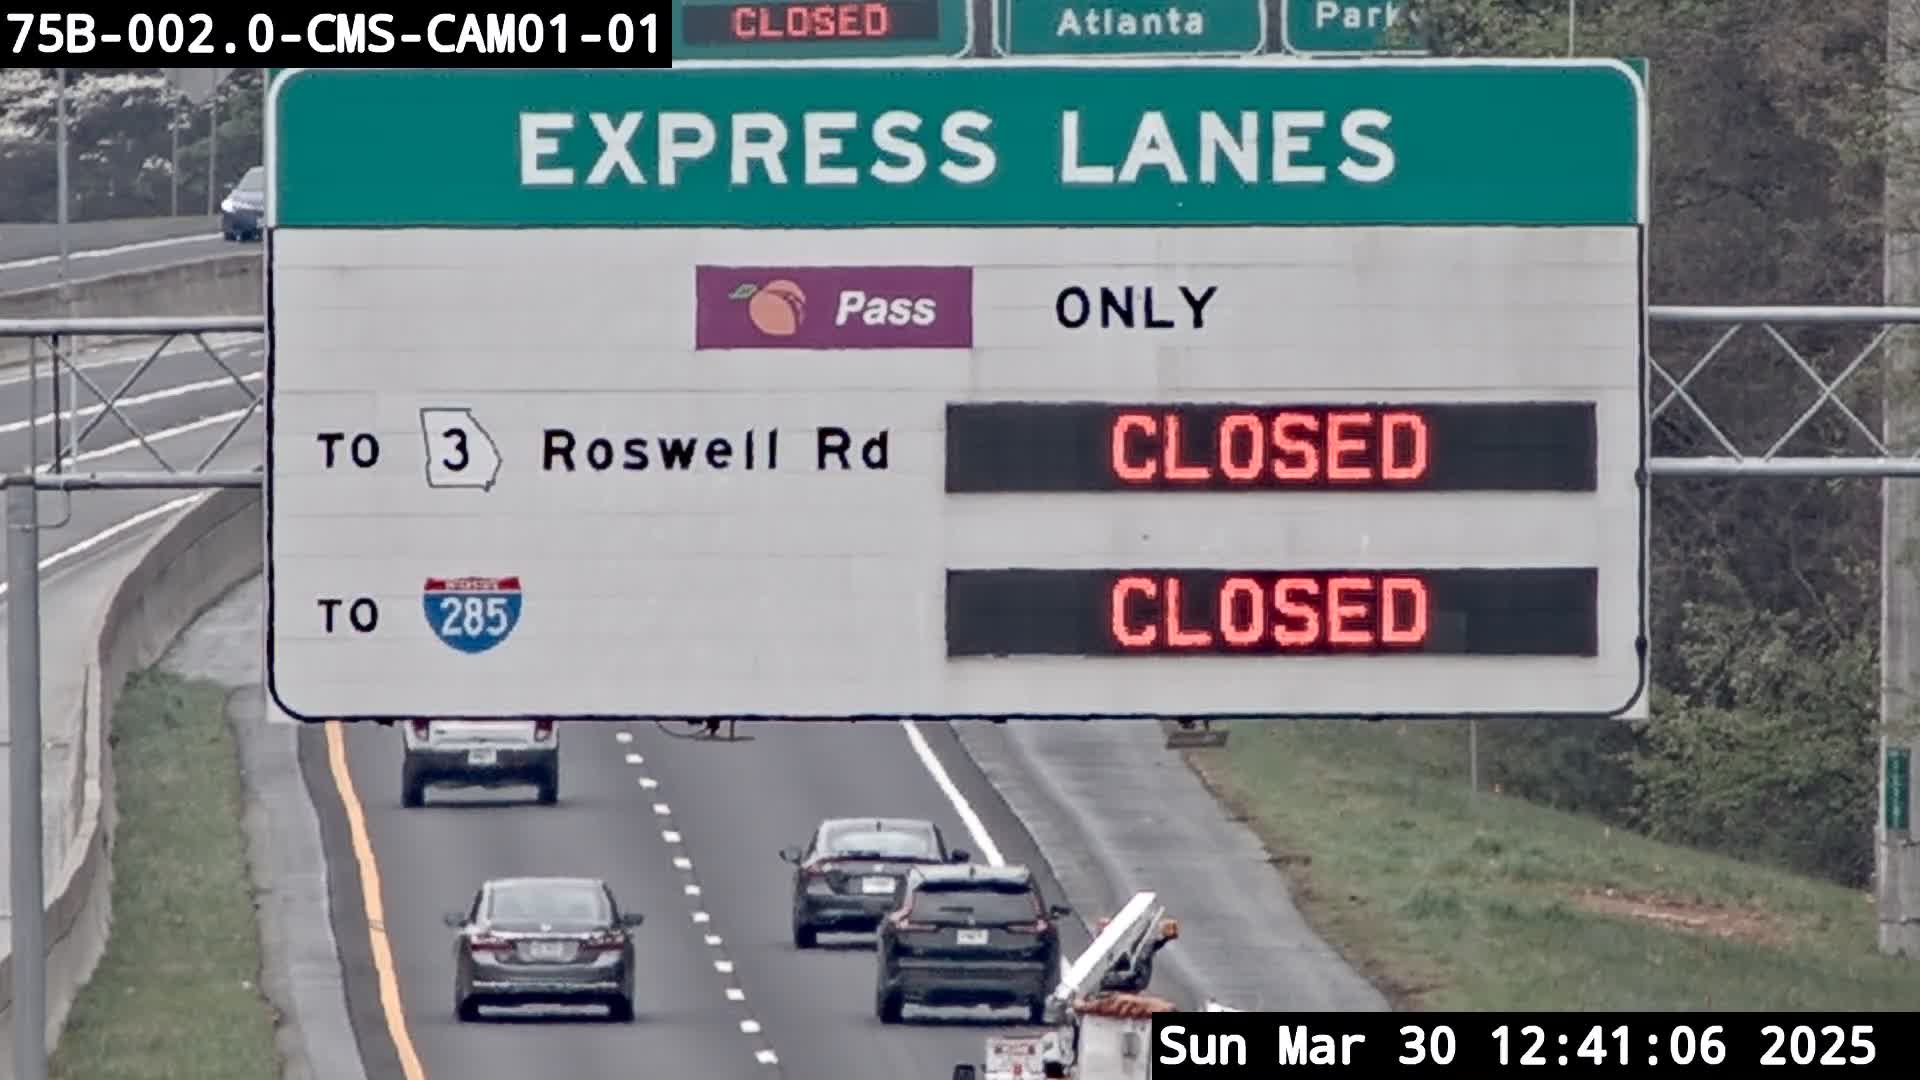 75B-002.0-CMS-CAM01-01
CLOSED
Atlanta
Park
EXPRESS LANES
Pass ONLY
TO 3 Roswell Rd CLOSED
TO 285 CLOSED
Sun Mar 30 12:41:06 2025